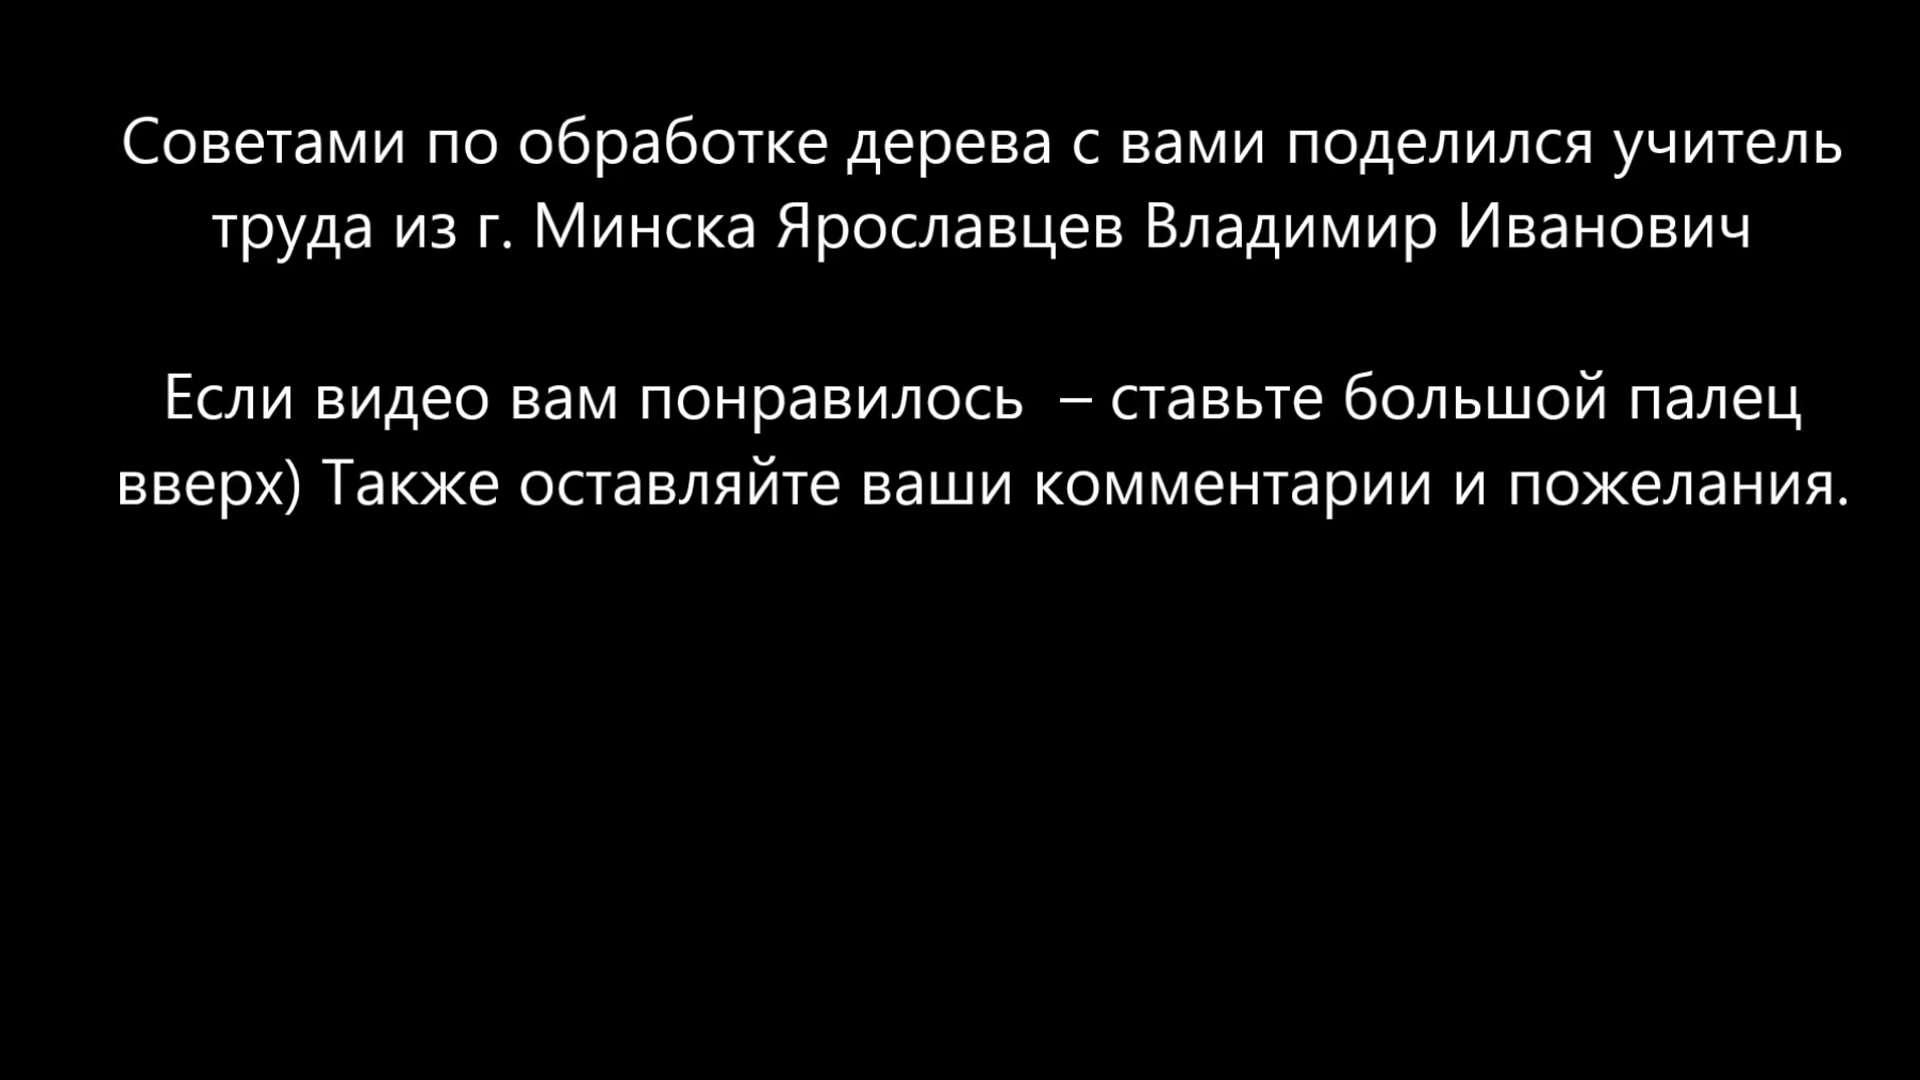 Советами по обработке дерева с вами поделился учитель
труда из г. Минска Ярославцев Владимир Иванович
Если видео вам понравилось – ставьте большой палец
вверх) Также оставляйте ваши комментарии и пожелания.